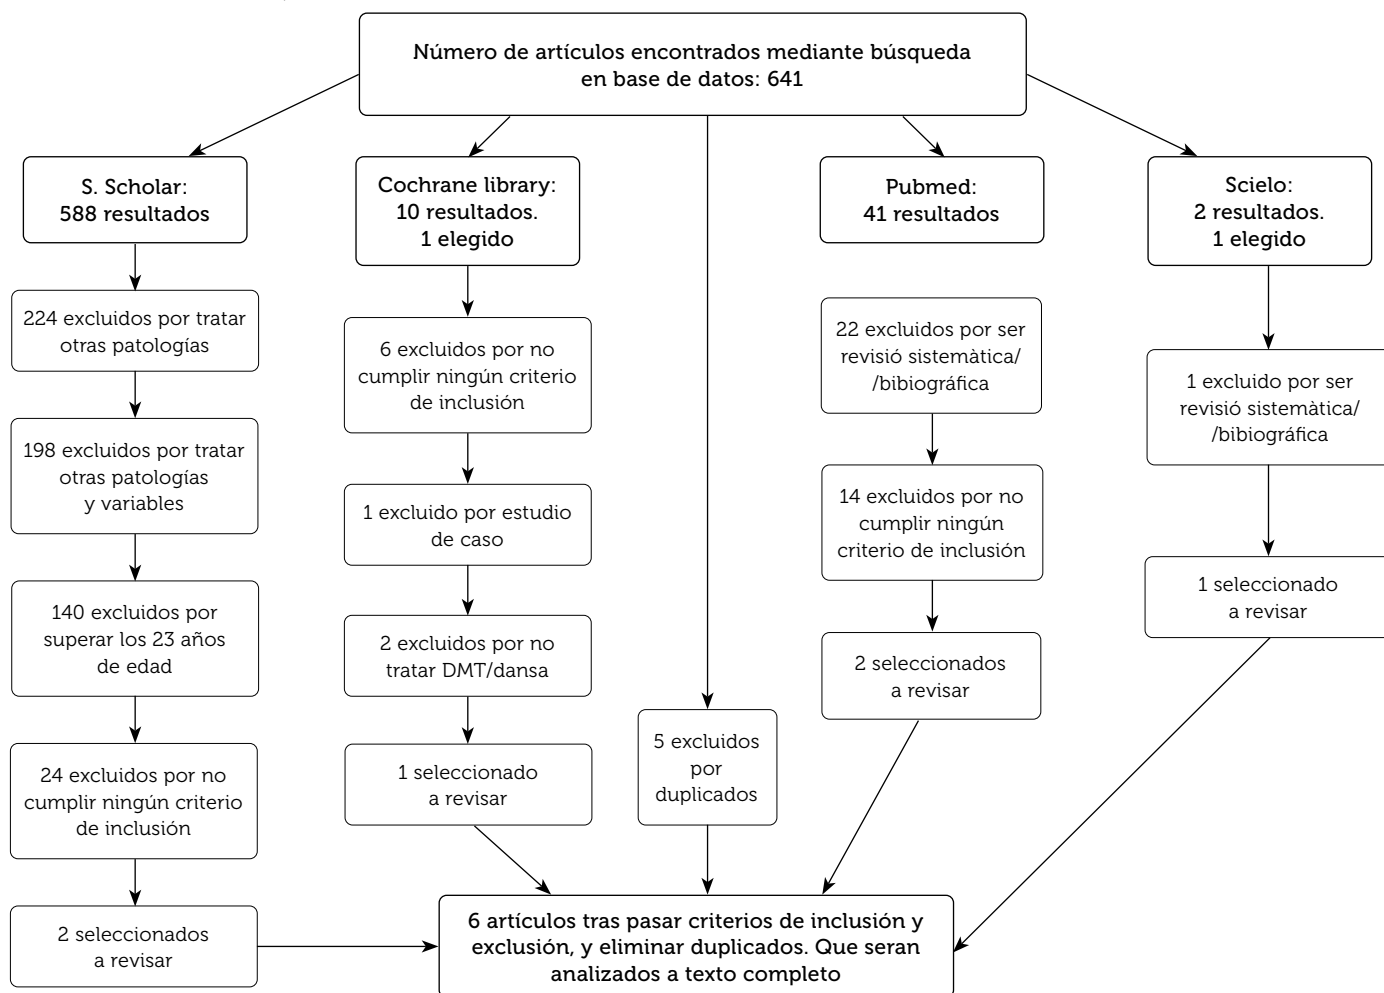 Número de artículos encontrados mediante búsqueda
en base de datos: 641
S. Scholar:
588 resultados
Cochrane library:
10 resultados.
1 elegido
Pubmed:
41 resultados
Scielo:
2 resultados.
1 elegido
224 excluidos por tratar
otras patologías
198 excluidos por tratar
otras patologías
y variables
140 excluidos por
superar los 23 años
de edad
24 excluidos por no
cumplir ningún criterio
de inclusión
2 seleccionados
a revisar
6 excluidos por no
cumplir ningún criterio
de inclusión
1 excluido por estudio
de caso
2 excluidos por no
tratar DMT/dansa
1 seleccionado
a revisar
5 excluidos
por
duplicados
22 excluidos por ser
revisió sistemàtica/
/bibiográfica
14 excluidos por no
cumplir ningún
criterio de inclusión
2 seleccionados
a revisar
1 excluido por ser
revisió sistemàtica/
/bibiográfica
1 seleccionado
a revisar
6 artículos tras pasar criterios de inclusión y
exclusión, y eliminar duplicados. Que seran
analizados a texto completo